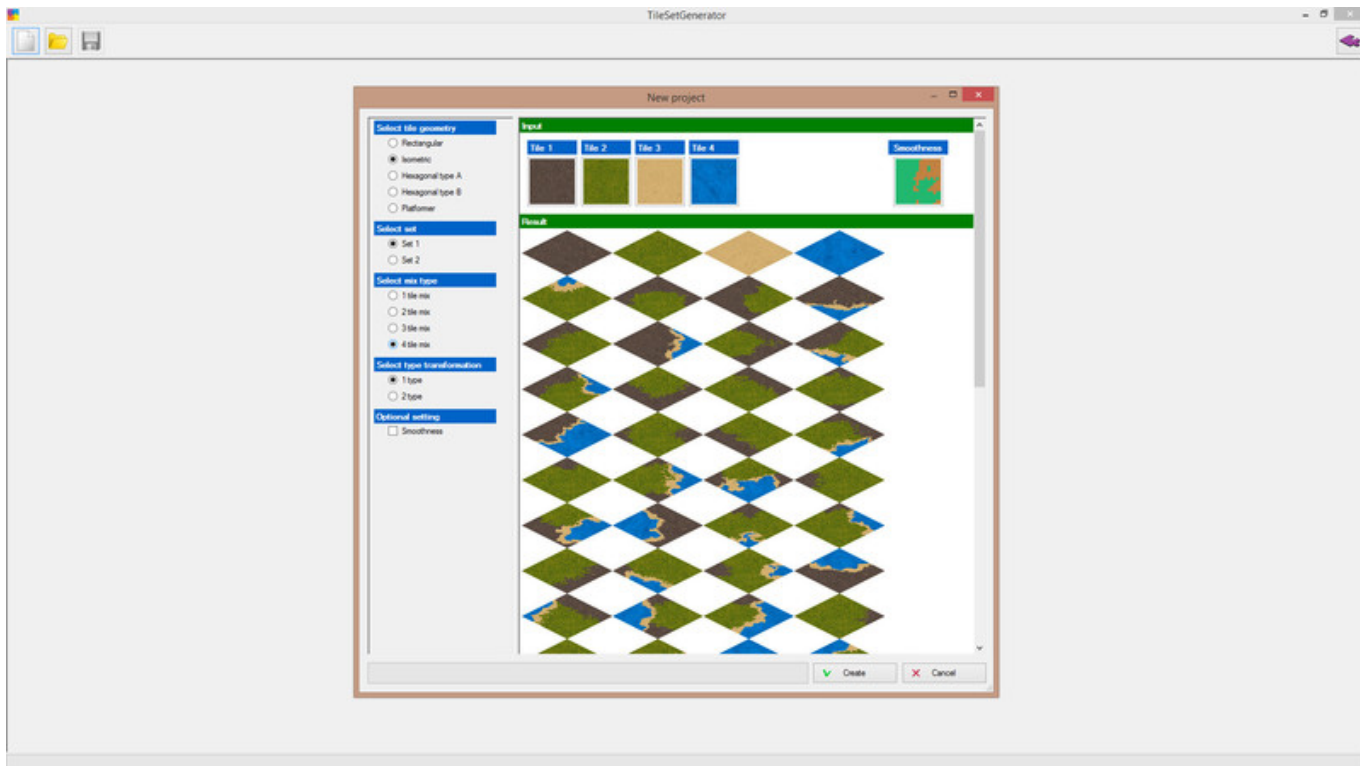 TileSetGenerator
New project
Select tile geometry
Rectangular
Isometric
Hexagonal type A
Hexagonal type B
Platformer
Select set
Set 1
Set 2
Select mix type
1 tile mix
2 tile mix
3 tile mix
4 tile mix
Select type transformation
1 type
2 type
Optional setting
Smoothness
Input
Tile 1 Tile 2 Tile 3 Tile 4 Smoothness
Result
Create Cancel